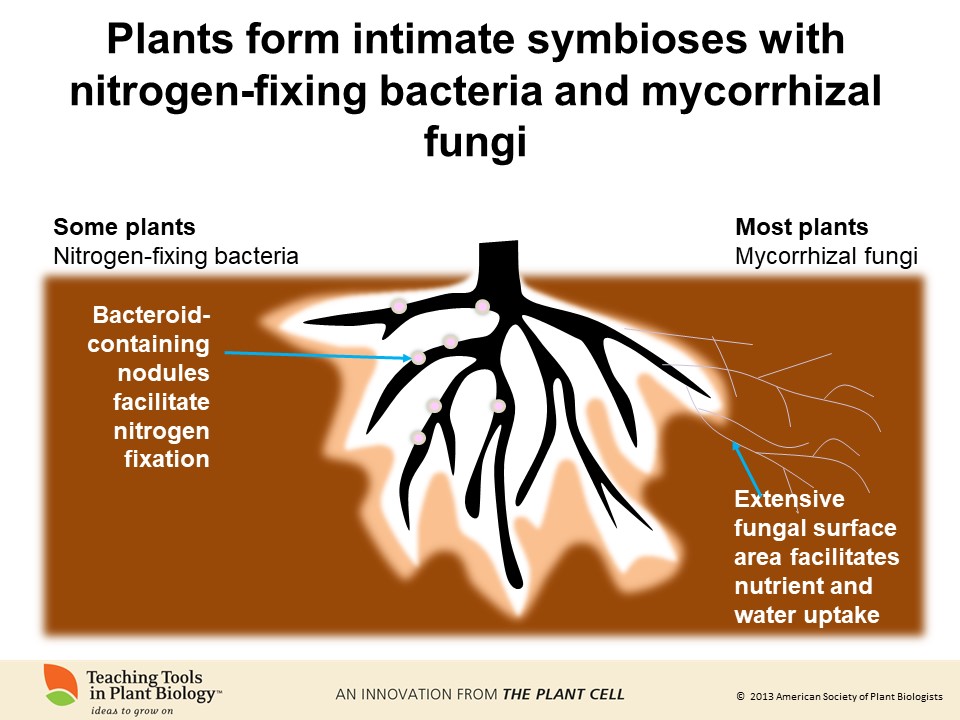 Plants form intimate symbioses with
nitrogen-fixing bacteria and mycorrhizal
fungi
Some plants
Nitrogen-fixing bacteria
Most plants
Mycorrhizal fungi
Bacteroid-
containing
nodules
facilitate
nitrogen
fixation
Extensive
fungal surface
area facilitates
nutrient and
water uptake
Teaching Tools
in Plant Biology™
ideas to grow on
AN INNOVATION FROM THE PLANT CELL
© 2013 American Society of Plant Biologists